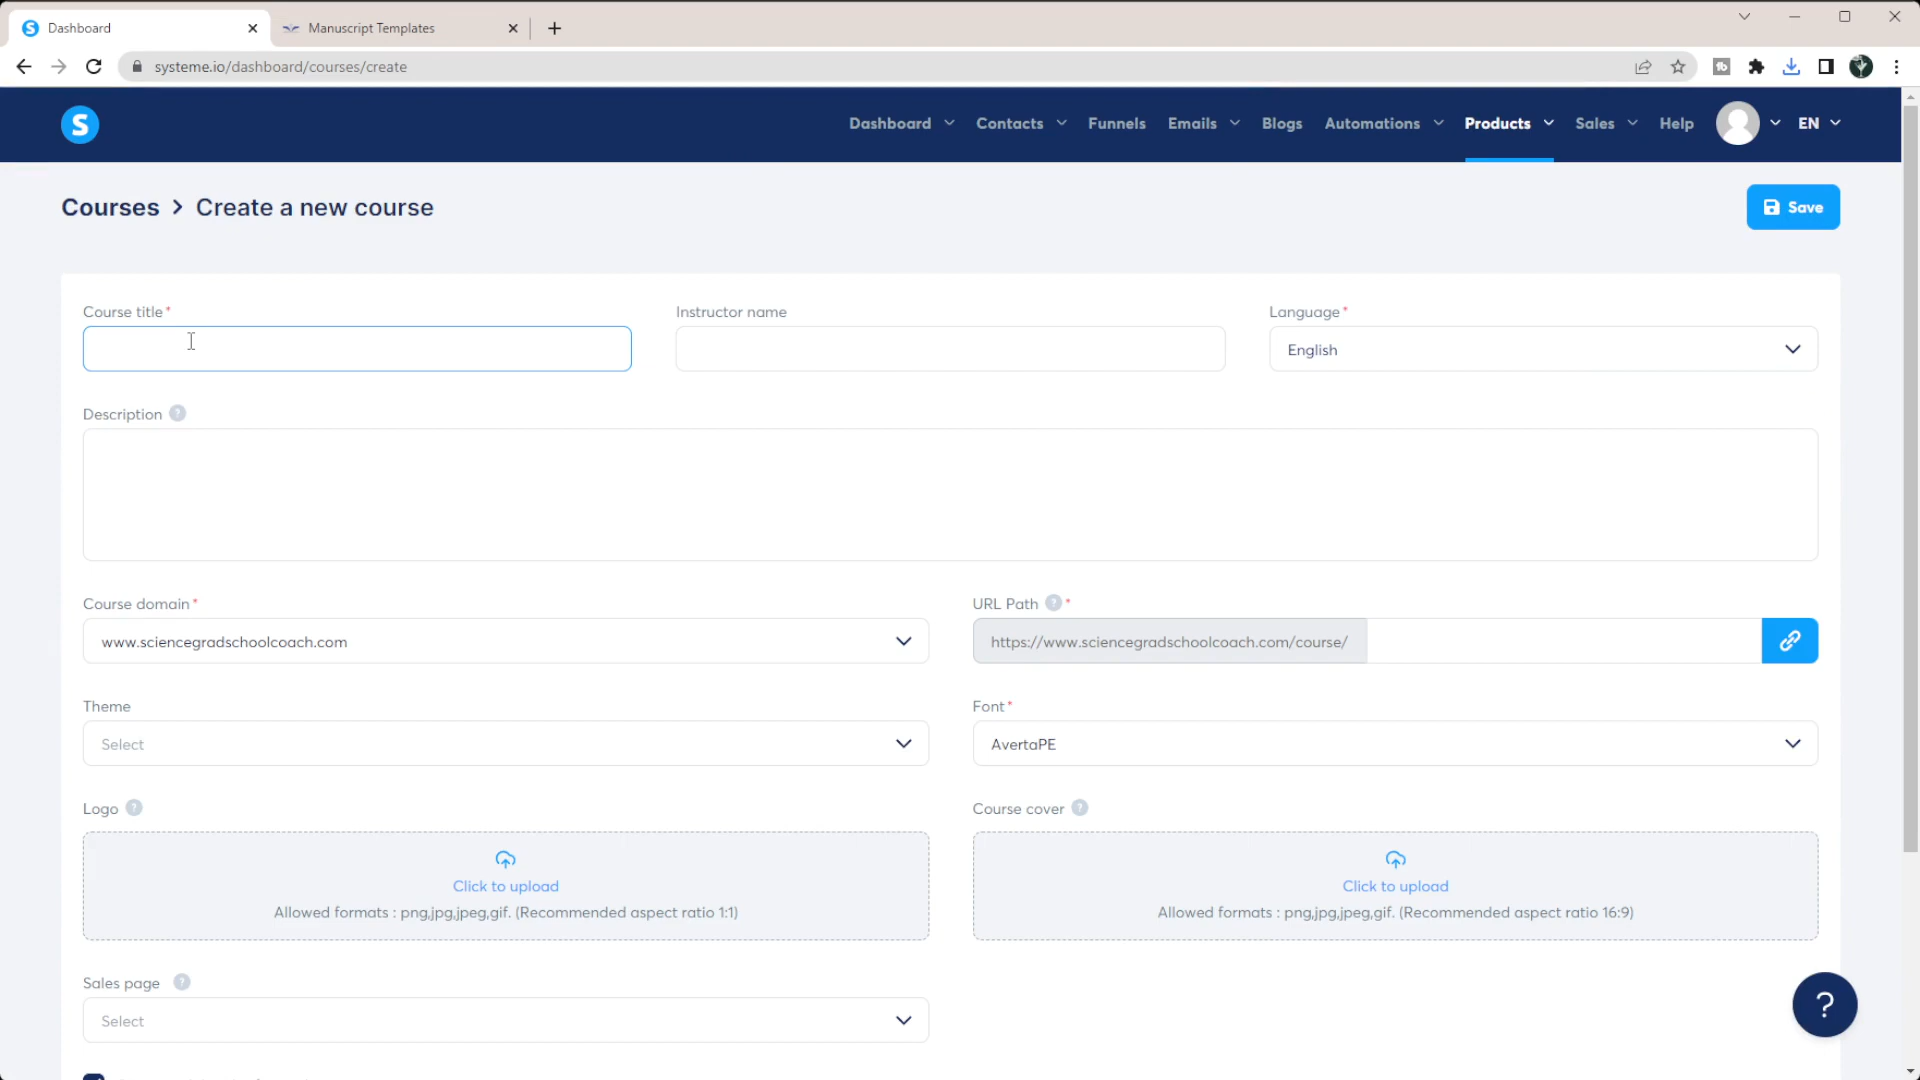 Dashboard
Manuscript Templates
systeme.io/dashboard/courses/create
S
Dashboard
Contacts
Funnels
Emails
Blogs
Automations
Products
Sales
Help
EN
Courses > Create a new course
Save
Course title*
Instructor name
Language*
English
Description ?
Course domain*
URL Path ? *
www.sciencegradschoolcoach.com
https://www.sciencegradschoolcoach.com/course/
Theme
Font*
Select
AvertaPE
Logo ?
Course cover ?
Click to upload
Click to upload
Allowed formats : png,jpg,jpeg,gif. (Recommended aspect ratio 1:1)
Allowed formats : png,jpg,jpeg,gif. (Recommended aspect ratio 16:9)
Sales page ?
Select
?